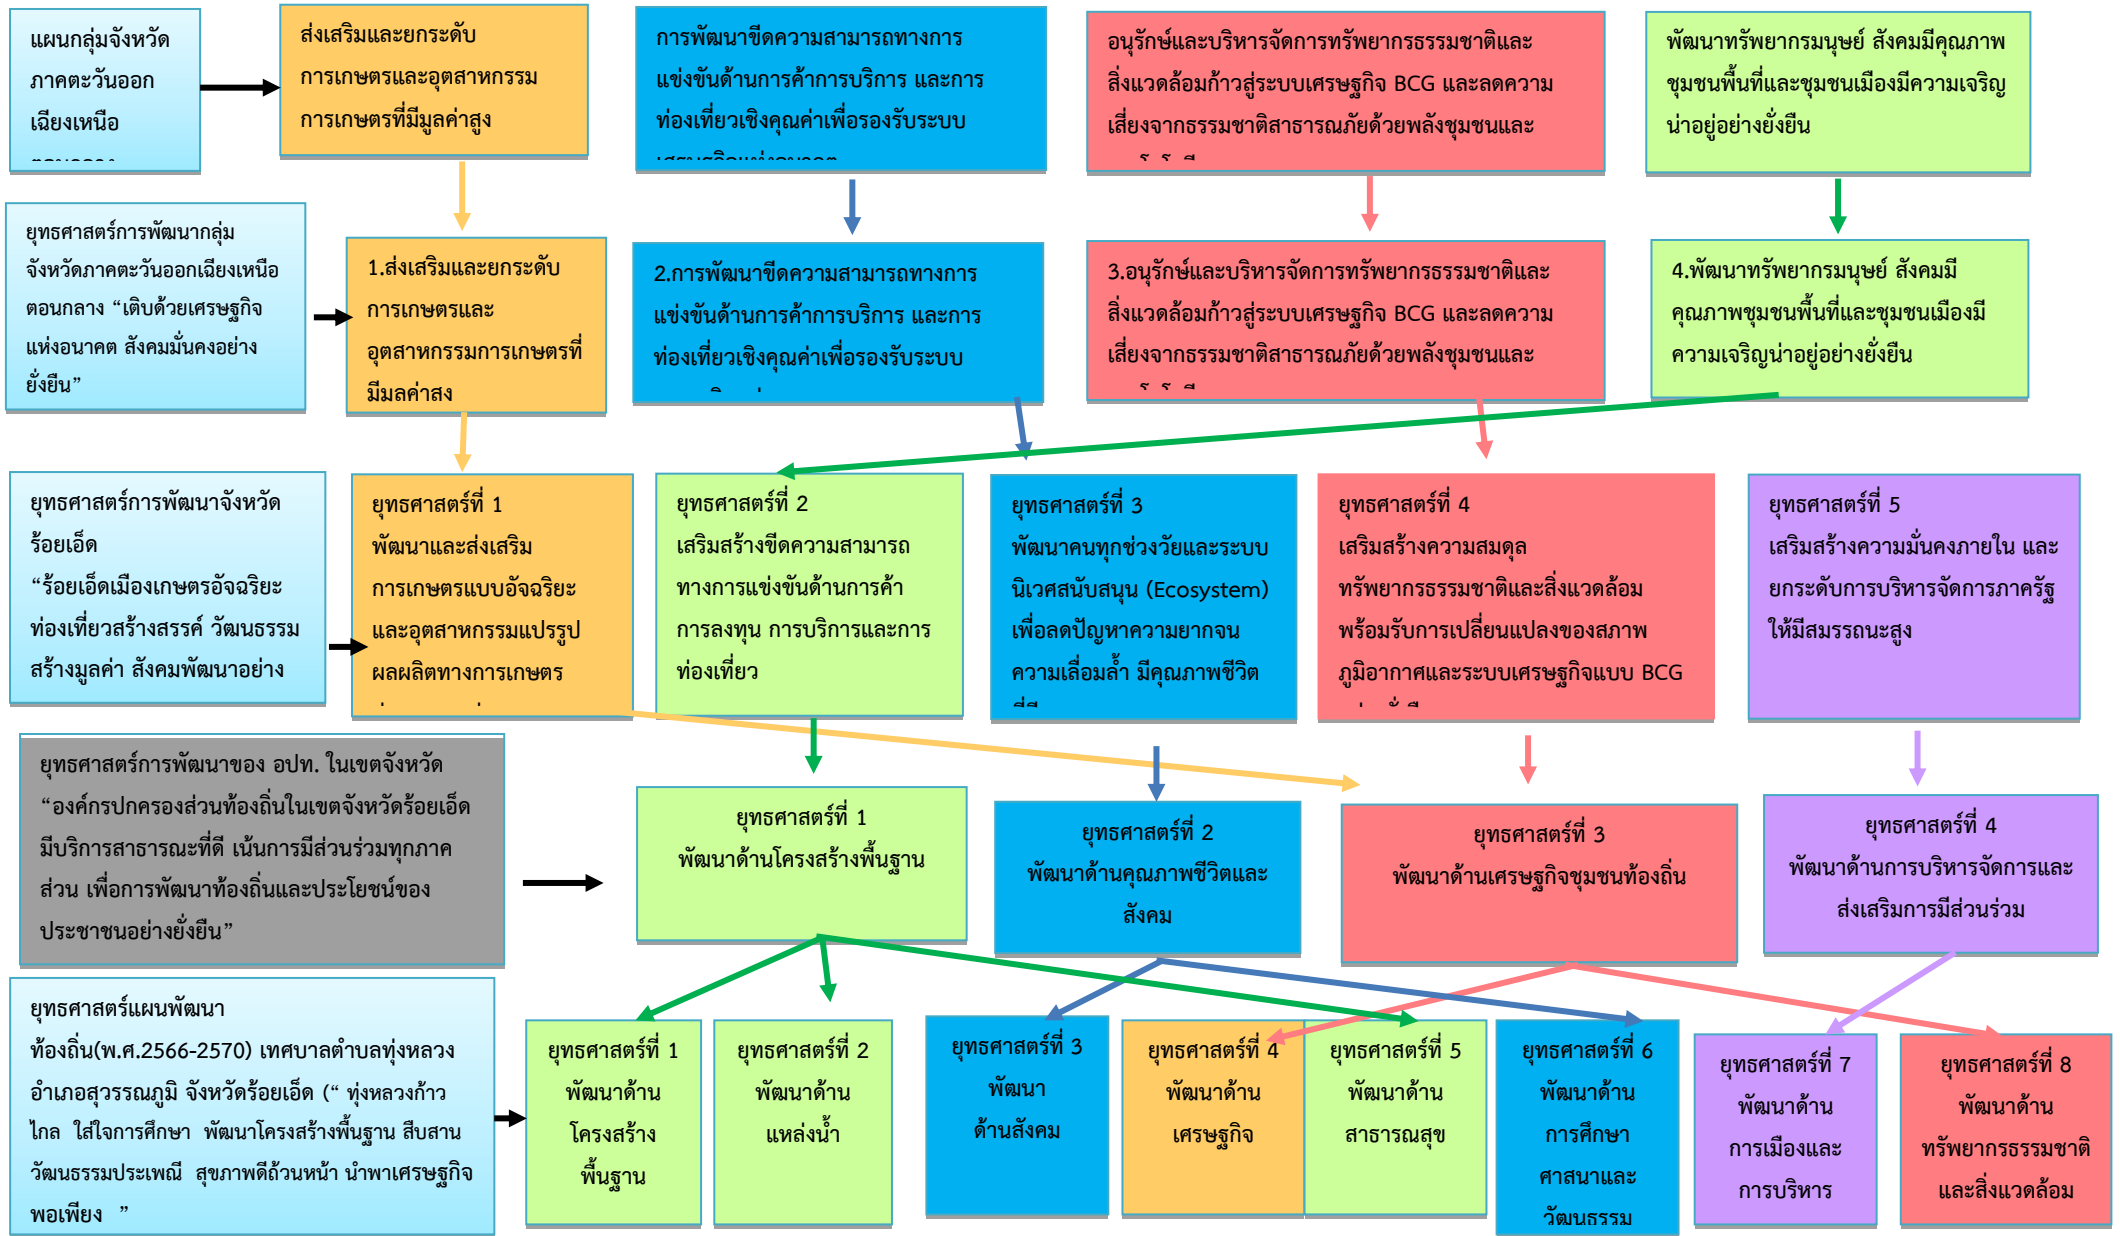 แผนกลุ่มจังหวัด
ภาคตะวันออก
เฉียงเหนือ
ส่งเสริมและยกระดับ
การเกษตรและอุตสาหกรรม
การเกษตรที่มีมูลค่าสูง
การพัฒนาขีดความสามารถทางการ
แข่งขันด้านการค้าการบริการ และการ
ท่องเที่ยวเชิงคุณค่าเพื่อรองรับระบบ
อนุรักษ์และบริหารจัดการทรัพยากรธรรมชาติและ
สิ่งแวดล้อมก้าวสู่ระบบเศรษฐกิจ BCG และลดความ
เสี่ยงจากธรรมชาติสาธารณภัยด้วยพลังชุมชนและ
พัฒนาทรัพยากรมนุษย์ สังคมมีคุณภาพ
ชุมชนพื้นที่และชุมชนเมืองมีความเจริญ
น่าอยู่อย่างยั่งยืน
ยุทธศาสตร์การพัฒนากลุ่ม
จังหวัดภาคตะวันออกเฉียงเหนือ
ตอนกลาง “เติบด้วยเศรษฐกิจ
แห่งอนาคต สังคมมั่นคงอย่าง
ยั่งยืน”
1.ส่งเสริมและยกระดับ
การเกษตรและ
อุตสาหกรรมการเกษตรที่
มีมูลค่าสูง
2.การพัฒนาขีดความสามารถทางการ
แข่งขันด้านการค้าการบริการ และการ
ท่องเที่ยวเชิงคุณค่าเพื่อรองรับระบบ
3.อนุรักษ์และบริหารจัดการทรัพยากรธรรมชาติและ
สิ่งแวดล้อมก้าวสู่ระบบเศรษฐกิจ BCG และลดความ
เสี่ยงจากธรรมชาติสาธารณภัยด้วยพลังชุมชนและ
4.พัฒนาทรัพยากรมนุษย์ สังคมมี
คุณภาพชุมชนพื้นที่และชุมชนเมืองมี
ความเจริญน่าอยู่อย่างยั่งยืน
ยุทธศาสตร์การพัฒนาจังหวัด
ร้อยเอ็ด
“ร้อยเอ็ดเมืองเกษตรอัจฉริยะ
ท่องเที่ยวสร้างสรรค์ วัฒนธรรม
สร้างมูลค่า สังคมพัฒนาอย่าง
ยุทธศาสตร์ที่ 1
พัฒนาและส่งเสริม
การเกษตรแบบอัจฉริยะ
และอุตสาหกรรมแปรรูป
ผลผลิตทางการเกษตร
ยุทธศาสตร์ที่ 2
เสริมสร้างขีดความสามารถ
ทางการแข่งขันด้านการค้า
การลงทุน การบริการและการ
ท่องเที่ยว
ยุทธศาสตร์ที่ 3
พัฒนาคนทุกช่วงวัยและระบบ
นิเวศสนับสนุน (Ecosystem)
เพื่อลดปัญหาความยากจน
ความเลื่อมล้ำ มีคุณภาพชีวิต
ยุทธศาสตร์ที่ 4
เสริมสร้างความสมดุล
ทรัพยากรธรรมชาติและสิ่งแวดล้อม
พร้อมรับการเปลี่ยนแปลงของสภาพ
ภูมิอากาศและระบบเศรษฐกิจแบบ BCG
ยุทธศาสตร์ที่ 5
เสริมสร้างความมั่นคงภายใน และ
ยกระดับการบริหารจัดการภาครัฐ
ให้มีสมรรถนะสูง
ยุทธศาสตร์การพัฒนาของ อปท. ในเขตจังหวัด
“องค์กรปกครองส่วนท้องถิ่นในเขตจังหวัดร้อยเอ็ด
มีบริการสาธารณะที่ดี เน้นการมีส่วนร่วมทุกภาค
ส่วน เพื่อการพัฒนาท้องถิ่นและประโยชน์ของ
ประชาชนอย่างยั่งยืน”
ยุทธศาสตร์ที่ 1
พัฒนาด้านโครงสร้างพื้นฐาน
ยุทธศาสตร์ที่ 2
พัฒนาด้านคุณภาพชีวิตและ
สังคม
ยุทธศาสตร์ที่ 3
พัฒนาด้านเศรษฐกิจชุมชนท้องถิ่น
ยุทธศาสตร์ที่ 4
พัฒนาด้านการบริหารจัดการและ
ส่งเสริมการมีส่วนร่วม
ยุทธศาสตร์แผนพัฒนา
ท้องถิ่น(พ.ศ.2566-2570) เทศบาลตำบลทุ่งหลวง
อำเภอสุวรรณภูมิ จังหวัดร้อยเอ็ด (“ ทุ่งหลวงก้าว
ไกล ใส่ใจการศึกษา พัฒนาโครงสร้างพื้นฐาน สืบสาน
วัฒนธรรมประเพณี สุขภาพดีถ้วนหน้า นำพาเศรษฐกิจ
พอเพียง ”
ยุทธศาสตร์ที่ 1
พัฒนาด้าน
โครงสร้าง
พื้นฐาน
ยุทธศาสตร์ที่ 2
พัฒนาด้าน
แหล่งน้ำ
ยุทธศาสตร์ที่ 3
พัฒนา
ด้านสังคม
ยุทธศาสตร์ที่ 4
พัฒนาด้าน
เศรษฐกิจ
ยุทธศาสตร์ที่ 5
พัฒนาด้าน
สาธารณสุข
ยุทธศาสตร์ที่ 6
พัฒนาด้าน
การศึกษา
ศาสนาและ
วัฒนธรรม
ยุทธศาสตร์ที่ 7
พัฒนาด้าน
การเมืองและ
การบริหาร
ยุทธศาสตร์ที่ 8
พัฒนาด้าน
ทรัพยากรธรรมชาติ
และสิ่งแวดล้อม